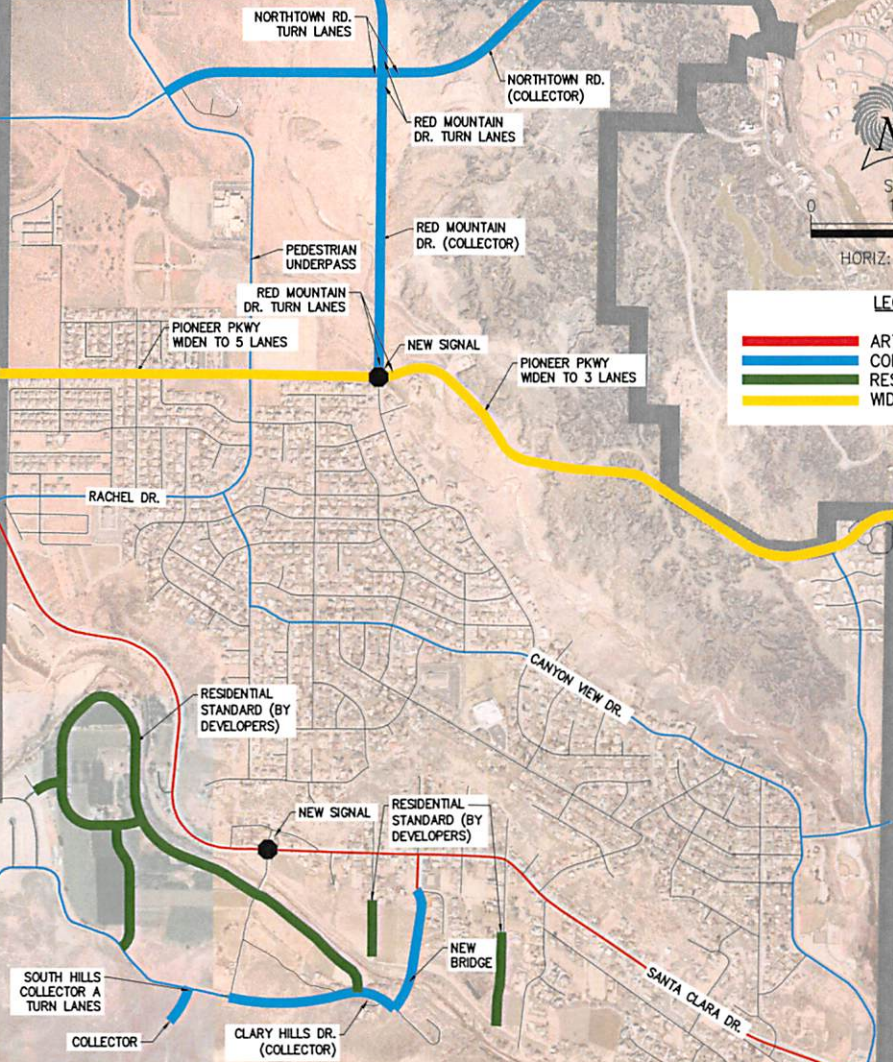 NORTHTOWN RD.
TURN LANES
NORTHTOWN RD.
(COLLECTOR)
RED MOUNTAIN
DR. TURN LANES
RED MOUNTAIN
DR. (COLLECTOR)
PEDESTRIAN
UNDERPASS
RED MOUNTAIN
DR. TURN LANES
0
HORIZ:
PIONEER PKWY
WIDEN TO 5 LANES
NEW SIGNAL
PIONEER PKWY
WIDEN TO 3 LANES
RACHEL DR.
CANYON VIEW DR.
RESIDENTIAL
STANDARD (BY
DEVELOPERS)
NEW SIGNAL
RESIDENTIAL
STANDARD (BY
DEVELOPERS)
NEW
BRIDGE
SOUTH HILLS
COLLECTOR A
TURN LANES
COLLECTOR
CLARY HILLS DR.
(COLLECTOR)
SANTA CLARA DR.